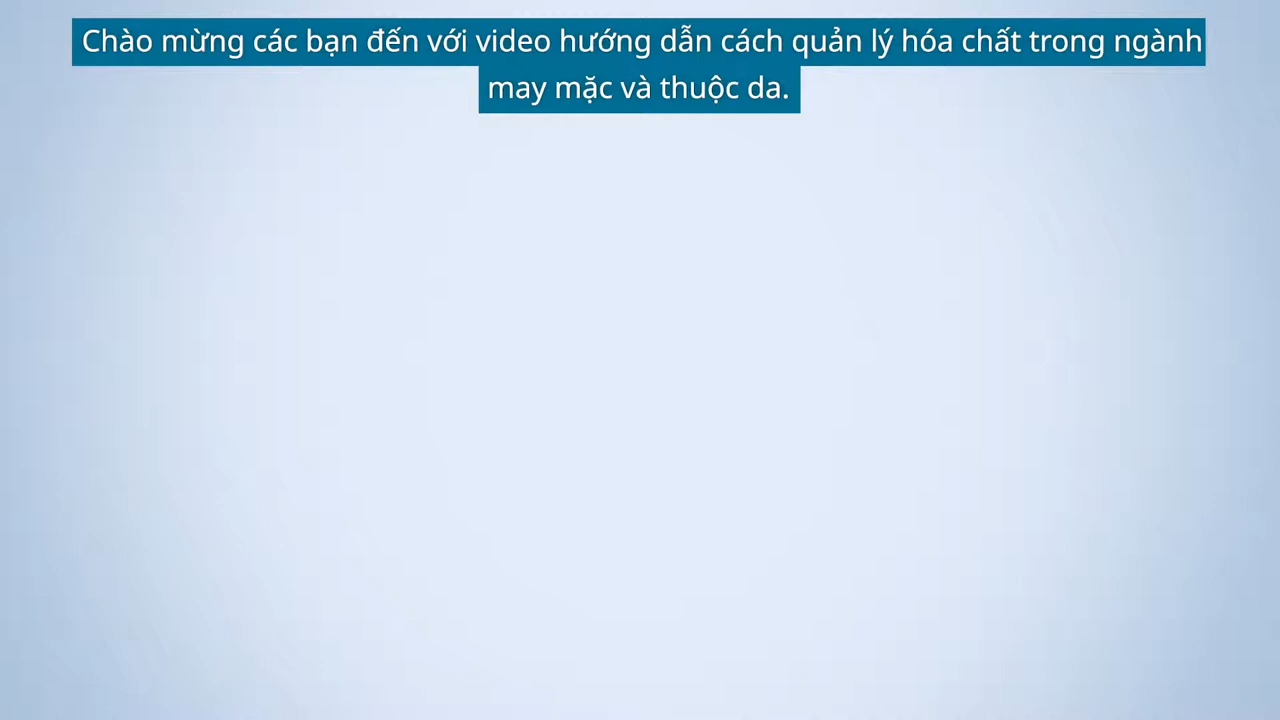 Chào mừng các bạn đến với video hướng dẫn cách quản lý hóa chất trong ngành
may mặc và thuộc da.